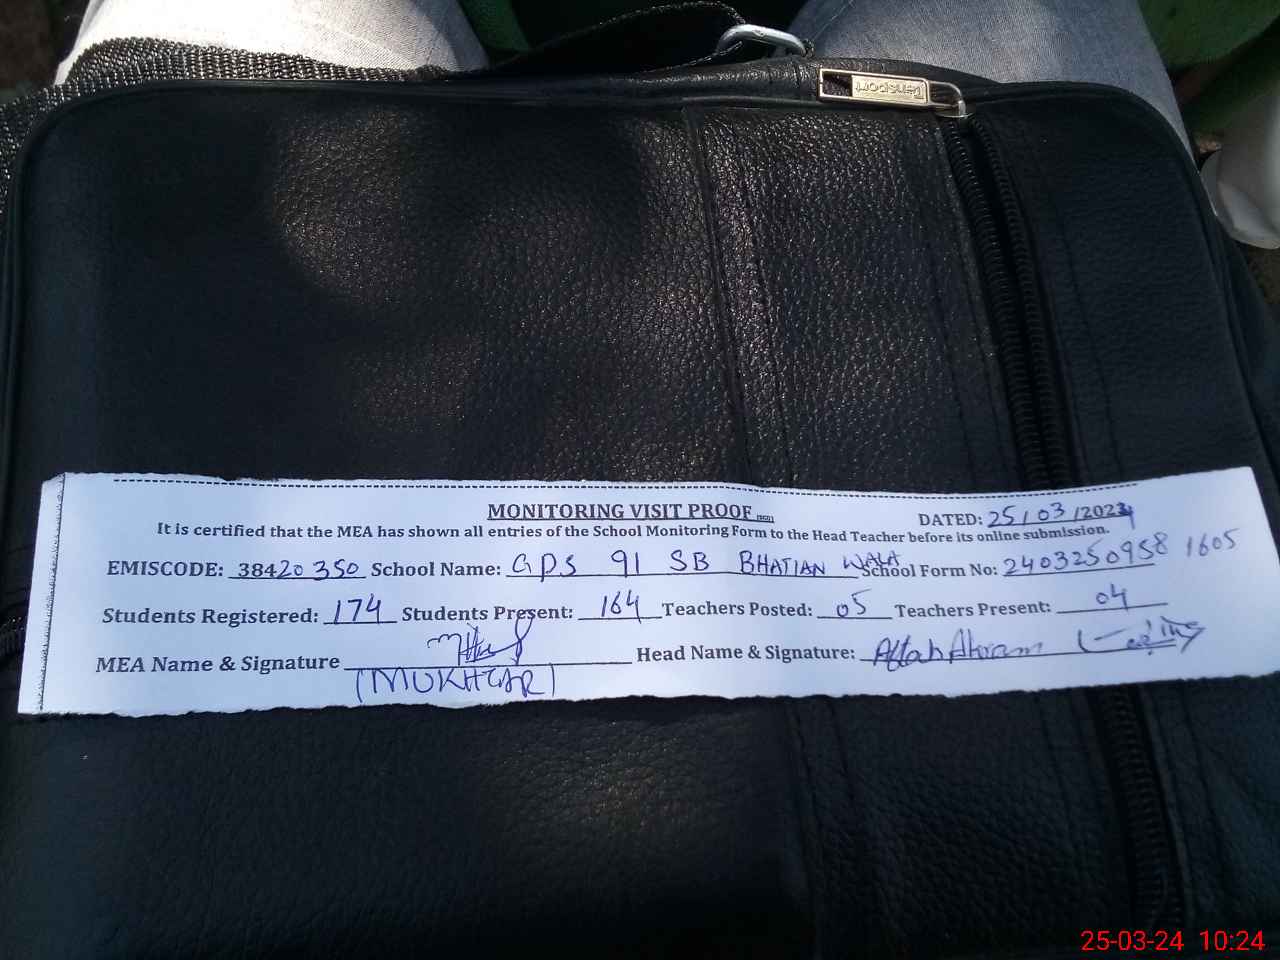 Transport
MONITORING VISIT PROOF
DATED: 25/03/2024
It is certified that the MEA has shown all entries of the School Monitoring Form to the Head Teacher before its online submission.
EMISCODE: 38420350 School Name: GPS 91 SB BHATIAN WALA School Form No: 2403250958 1605
Students Registered: 174 Students Present: 164 Teachers Posted: 05 Teachers Present: 04
MEA Name & Signature Head Name & Signature: Aftab Akram
(MUKHTAR)
25-03-24 10:24